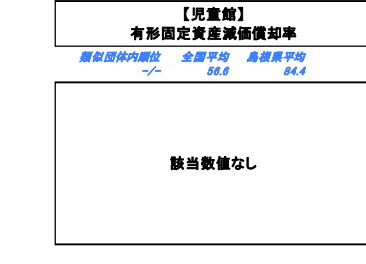 【児童館】
有形固定資産減価償却率
類似団体内順位 全国平均 島根県平均
-/- 56.6 84.4
該当数値なし